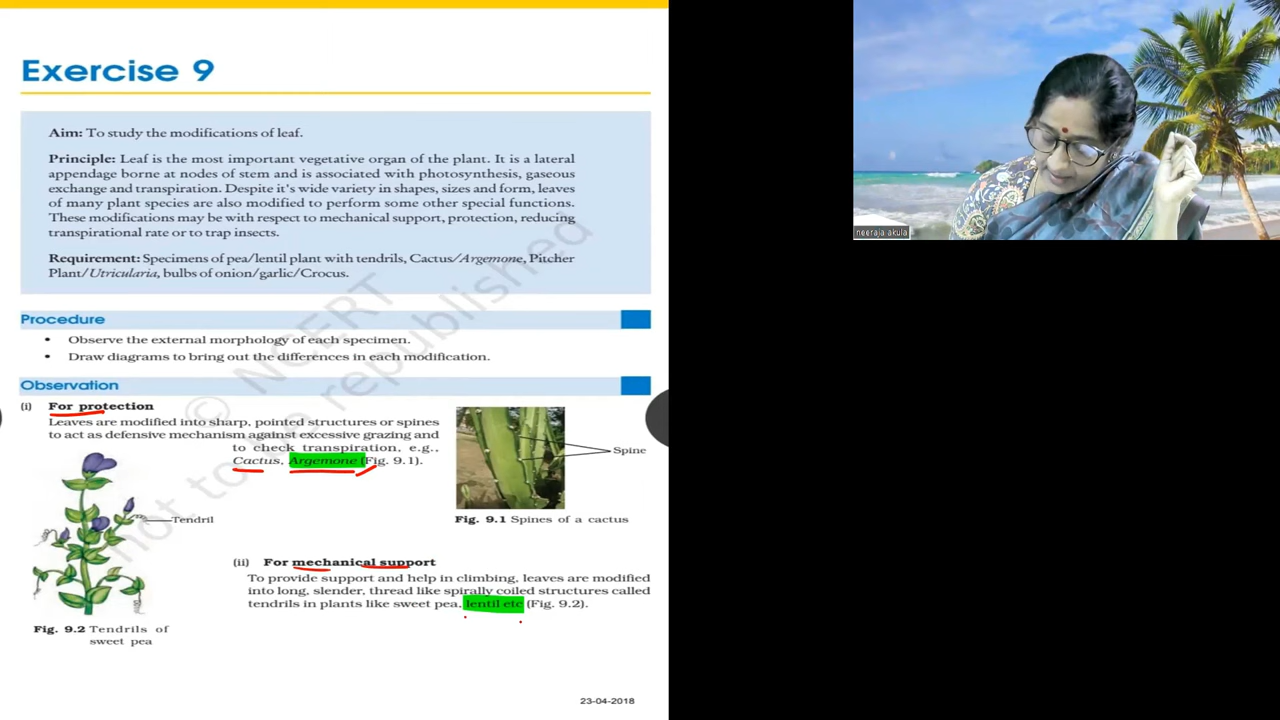 Exercise 9
Aim: To study the modifications of leaf.
Principle: Leaf is the most important vegetative organ of the plant. It is a lateral
appendage borne at nodes of stem and is associated with photosynthesis, gaseous
exchange and transpiration. Despite it's wide variety in shapes, sizes and form, leaves
of many plant species are also modified to perform some other special functions.
These modifications may be with respect to mechanical support, protection, reducing
transpirational rate or to trap insects.
Requirement: Specimens of pea/lentil plant with tendrils, Cactus/Argemone, Pitcher
Plant/Utricularia, bulbs of onion/garlic/Crocus.
Procedure
• Observe the external morphology of each specimen.
• Draw diagrams to bring out the differences in each modification.
Observation
(i) For protection
Leaves are modified into sharp, pointed structures or spines
to act as defensive mechanism against excessive grazing and
to check transpiration, e.g.,
Cactus, Argemone (Fig. 9.1).
Spine
Fig. 9.1 Spines of a cactus
Tendril
Fig. 9.2 Tendrils of
sweet pea
(ii) For mechanical support
To provide support and help in climbing, leaves are modified
into long, slender, thread like spirally coiled structures called
tendrils in plants like sweet pea, lentil etc (Fig. 9.2).
23-04-2018
© NCERT
not to be republished
neeraja akula